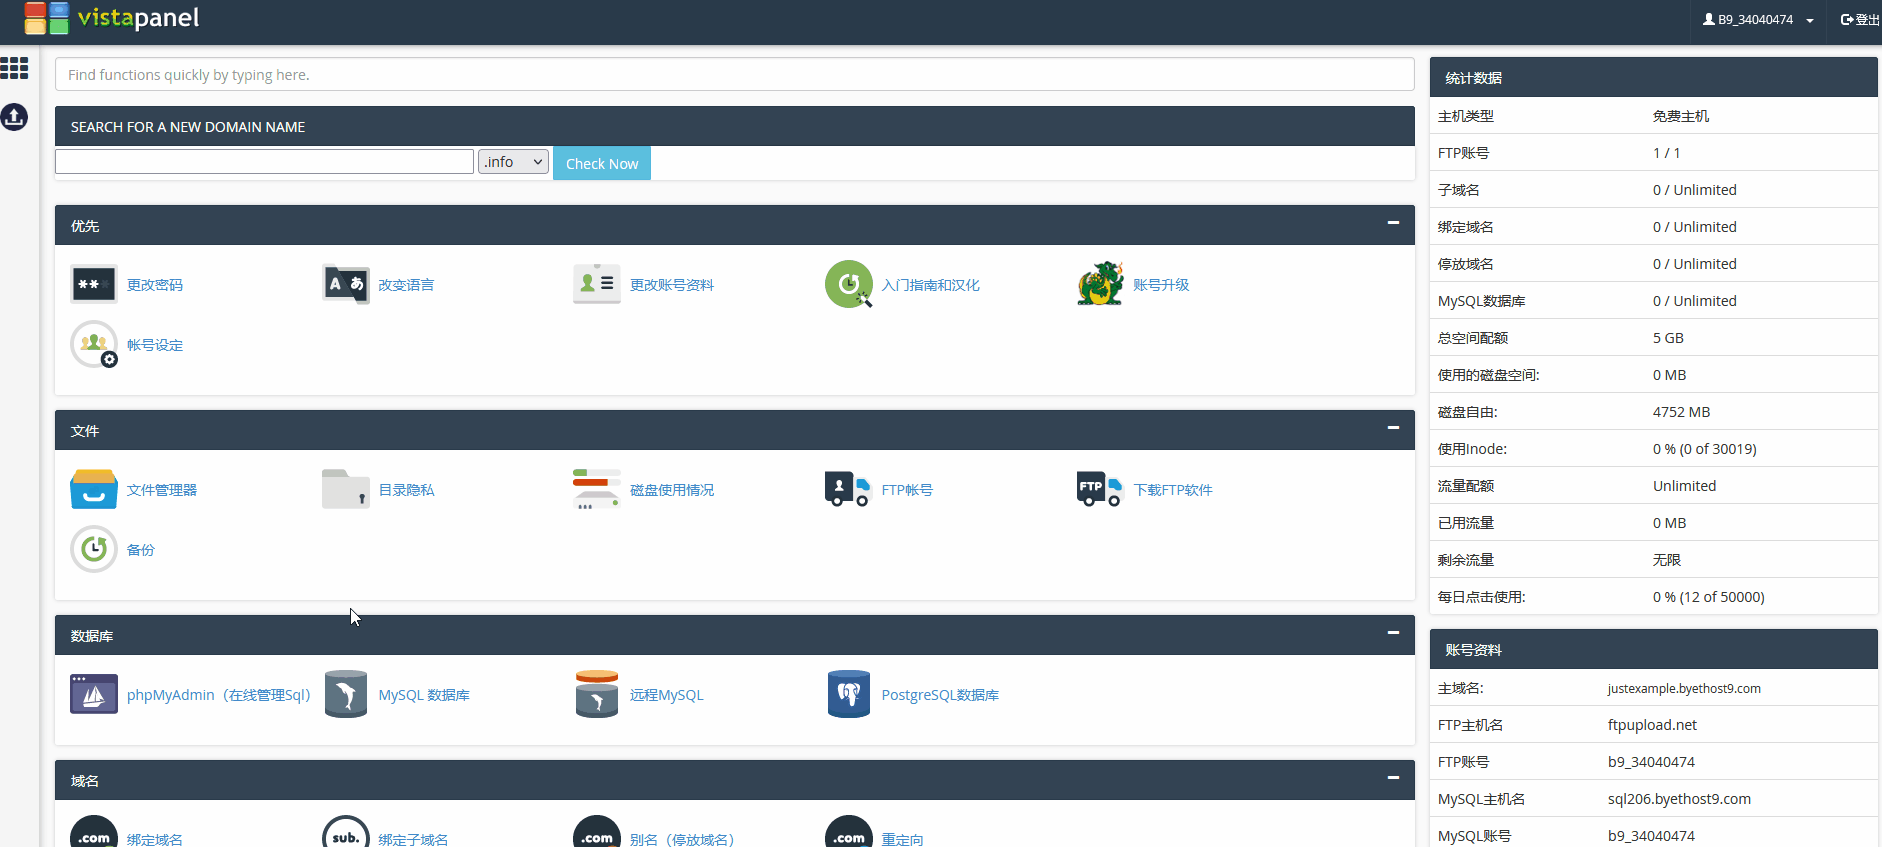 vistapanel
B9_34040474
登出
Find functions quickly by typing here.
SEARCH FOR A NEW DOMAIN NAME
.info
Check Now
优先
更改密码
改变语言
更改账号资料
入门指南和汉化
账号升级
帐号设定
文件
文件管理器
目录隐私
磁盘使用情况
FTP帐号
FTP
下载FTP软件
备份
数据库
phpMyAdmin（在线管理Sql）
MySQL 数据库
远程MySQL
PostgreSQL数据库
域名
.com
绑定域名
sub.
绑定子域名
.com
别名（停放域名）
.com
重定向
统计数据
主机类型 免费主机
FTP账号 1 / 1
子域名 0 / Unlimited
绑定域名 0 / Unlimited
停放域名 0 / Unlimited
MySQL数据库 0 / Unlimited
总空间配额 5 GB
使用的磁盘空间: 0 MB
磁盘自由: 4752 MB
使用Inode: 0 % (0 of 30019)
流量配额 Unlimited
已用流量 0 MB
剩余流量 无限
每日点击使用: 0 % (12 of 50000)
账号资料
主域名: justexample.byethost9.com
FTP主机名 ftpupload.net
FTP账号 b9_34040474
MySQL主机名 sql206.byethost9.com
MySQL账号 b9_34040474